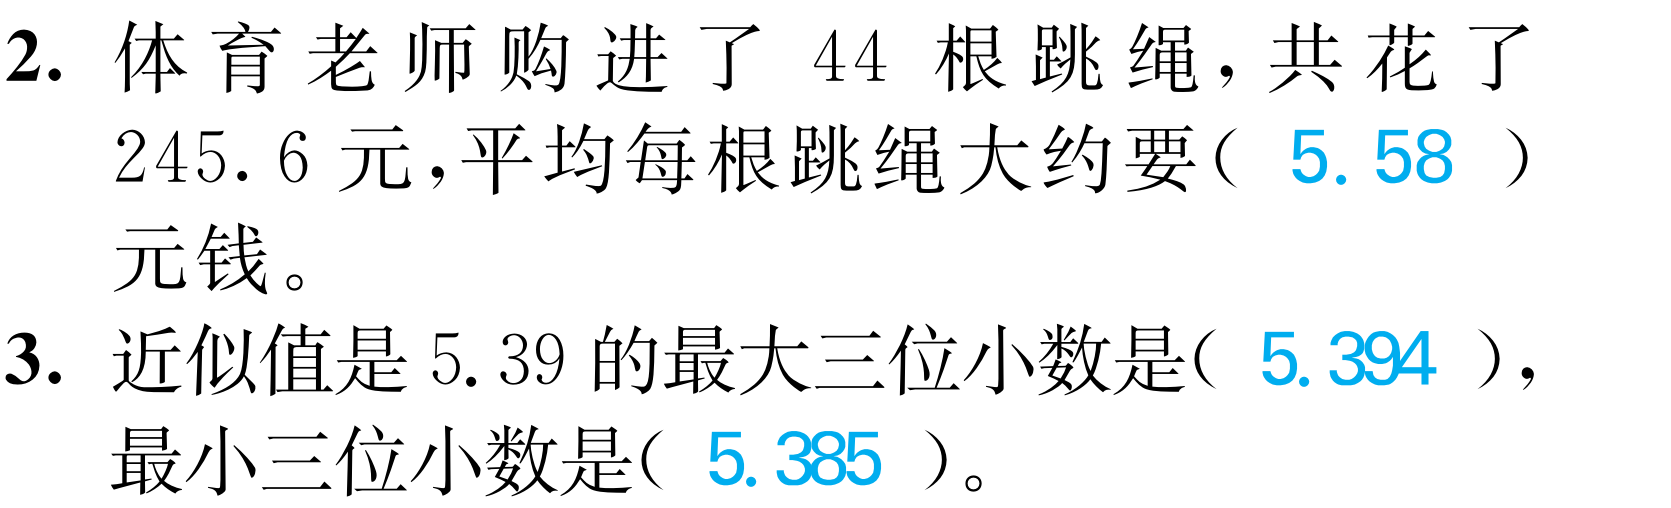 2. 体育老师购进了 44 根跳绳,共花了
245.6 元,平均每根跳绳大约要( 5.58 )
元钱。
3. 近似值是 5.39 的最大三位小数是( 5.394 ),
最小三位小数是( 5.385 )。